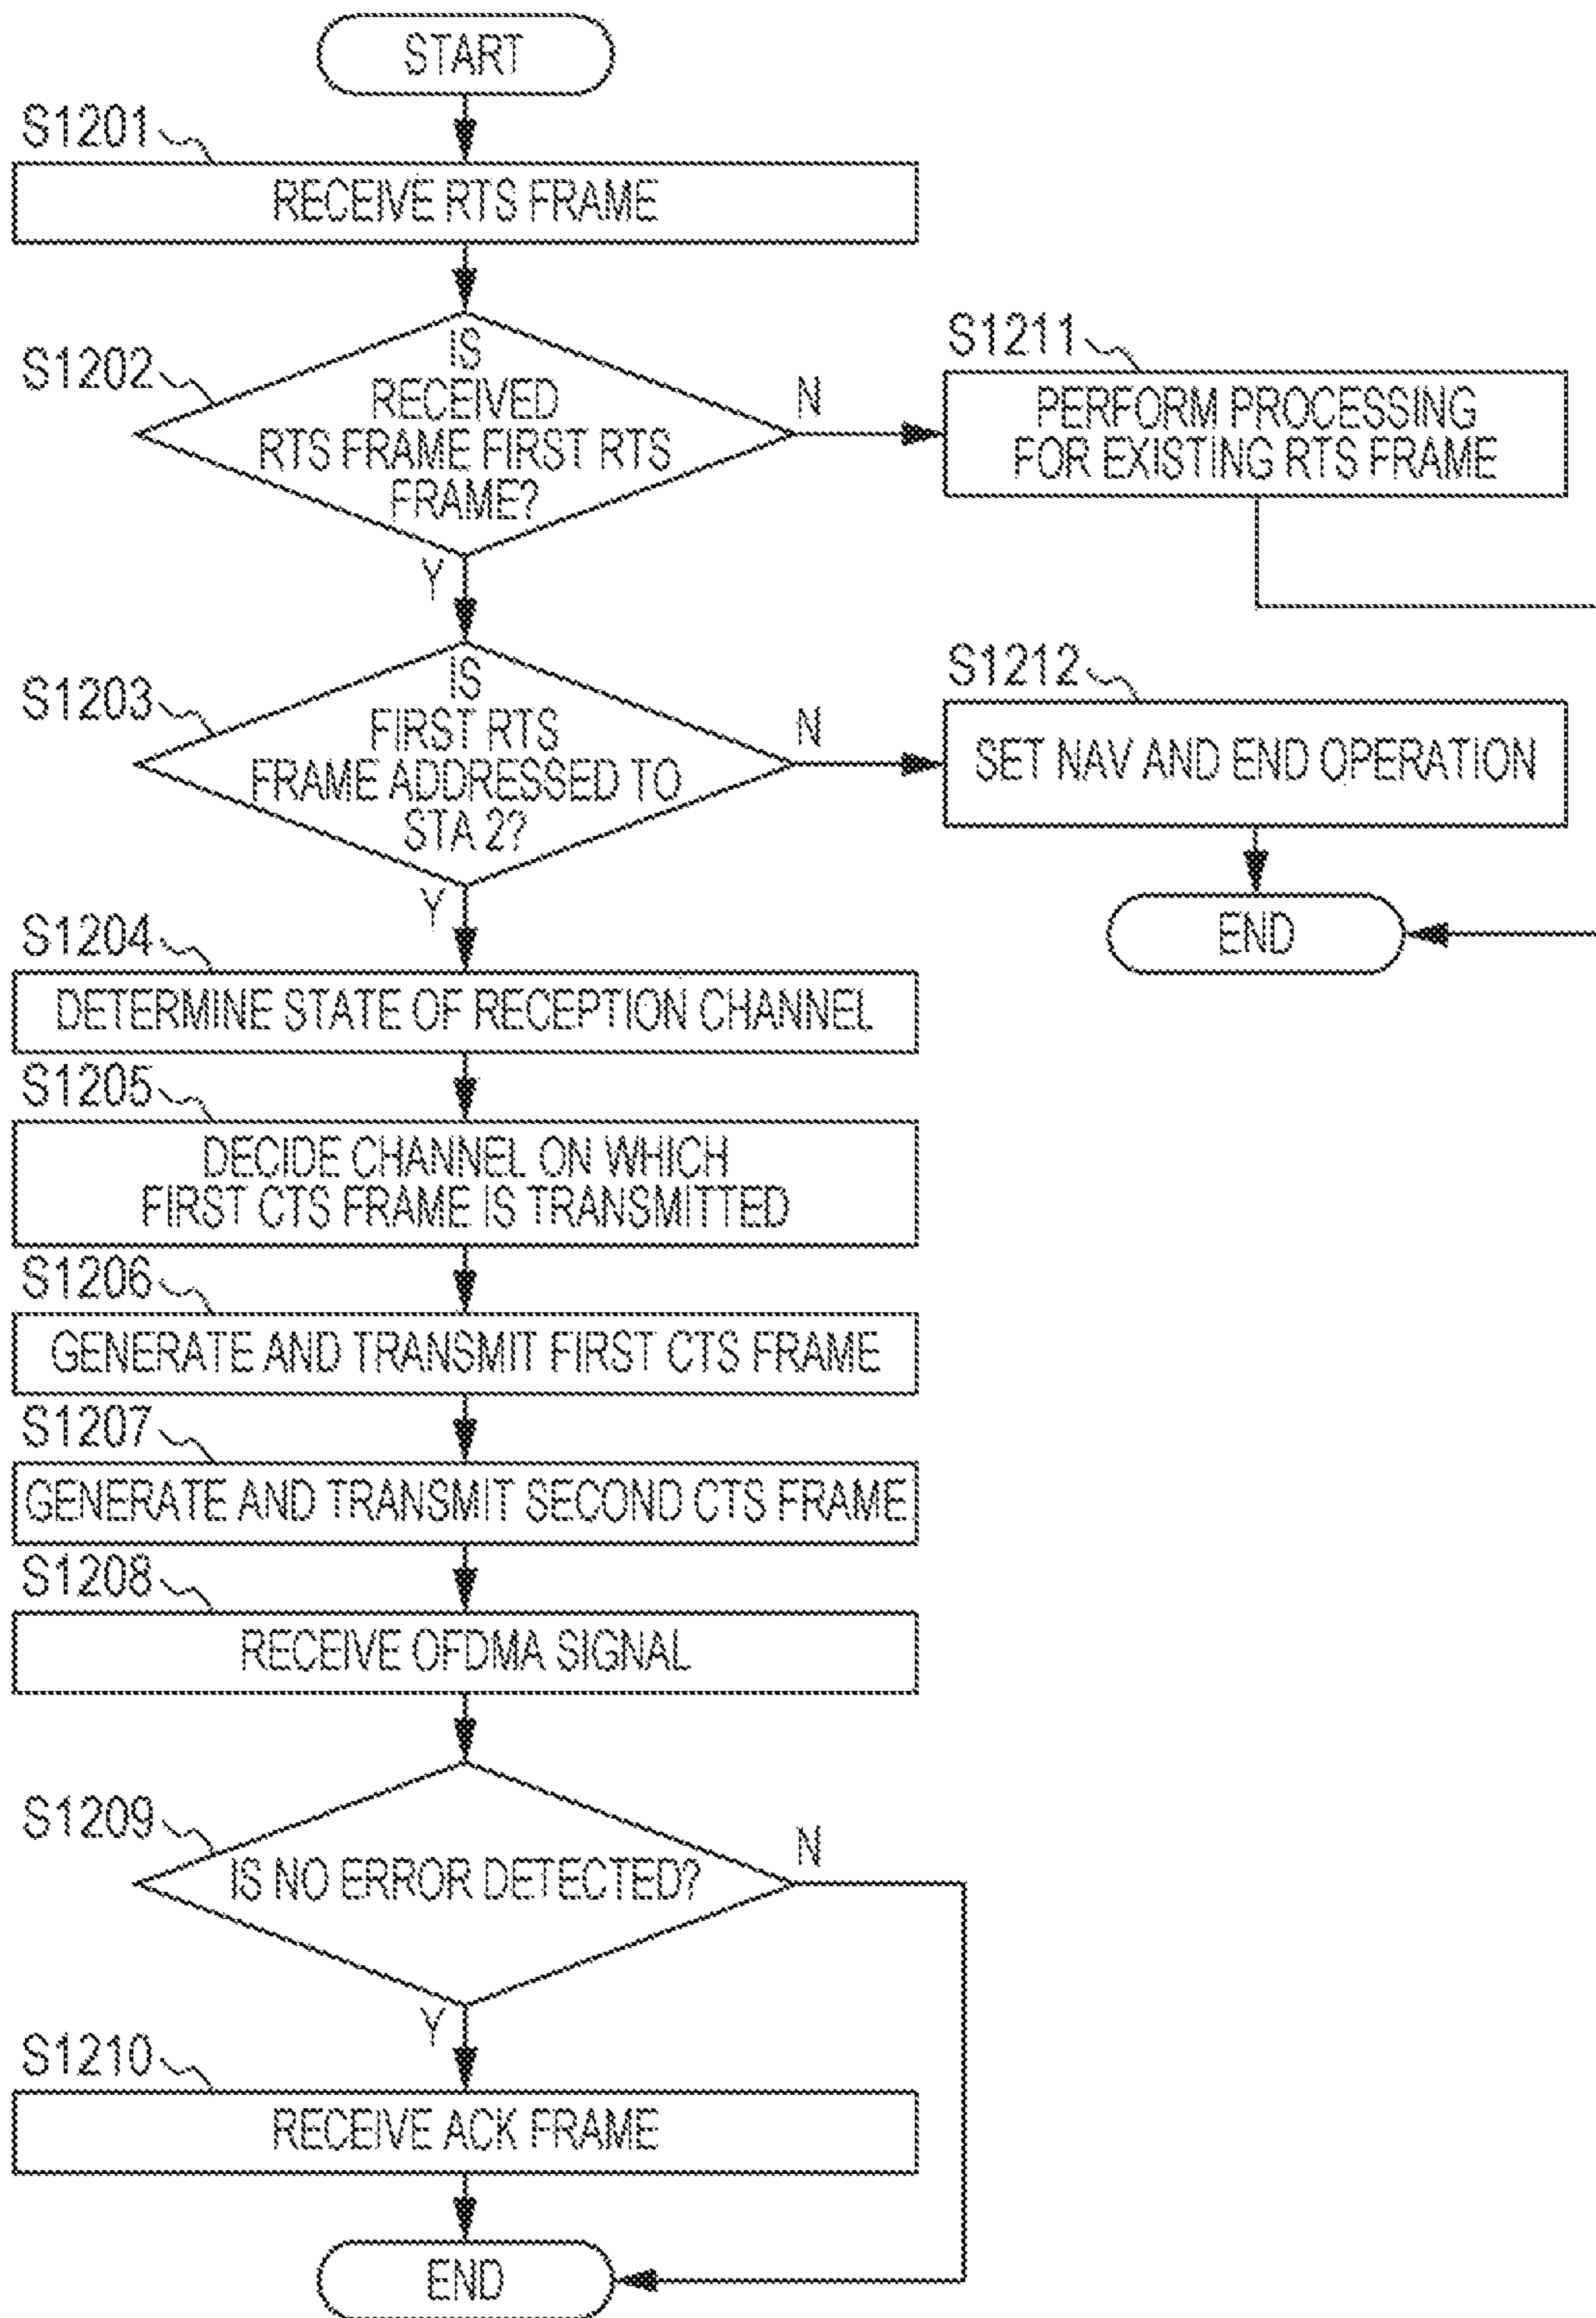 START
S1201
RECEIVE RTS FRAME
S1202
IS
RECEIVED
RTS FRAME FIRST RTS
FRAME?
N
Y
S1211
PERFORM PROCESSING
FOR EXISTING RTS FRAME
S1203
IS
FIRST RTS
FRAME ADDRESSED TO
STA 2?
N
Y
S1212
SET NAV AND END OPERATION
END
S1204
DETERMINE STATE OF RECEPTION CHANNEL
S1205
DECIDE CHANNEL ON WHICH
FIRST CTS FRAME IS TRANSMITTED
S1206
GENERATE AND TRANSMIT FIRST CTS FRAME
S1207
GENERATE AND TRANSMIT SECOND CTS FRAME
S1208
RECEIVE OFDMA SIGNAL
S1209
IS NO ERROR DETECTED?
N
Y
S1210
RECEIVE ACK FRAME
END